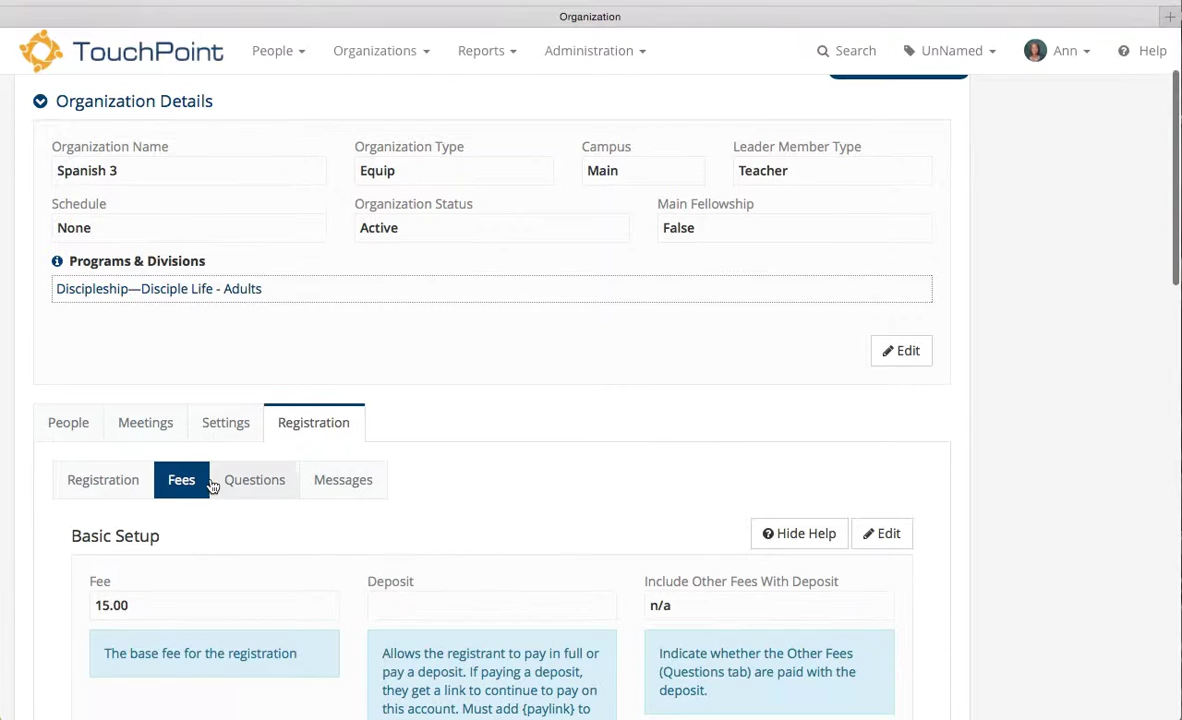 Organization
TouchPoint People Organizations Reports Administration Search UnNamed Ann Help
Organization Details
Organization Name Organization Type Campus Leader Member Type
Spanish 3 Equip Main Teacher
Schedule Organization Status Main Fellowship
None Active False
Programs & Divisions
Discipleship—Disciple Life - Adults
Edit
People Meetings Settings Registration
Registration Fees Questions Messages
Basic Setup Hide Help Edit
Fee Deposit Include Other Fees With Deposit
15.00 n/a
The base fee for the registration
Allows the registrant to pay in full or
pay a deposit. If paying a deposit,
they get a link to continue to pay on
this account. Must add {paylink} to
Indicate whether the Other Fees
(Questions tab) are paid with the
deposit.